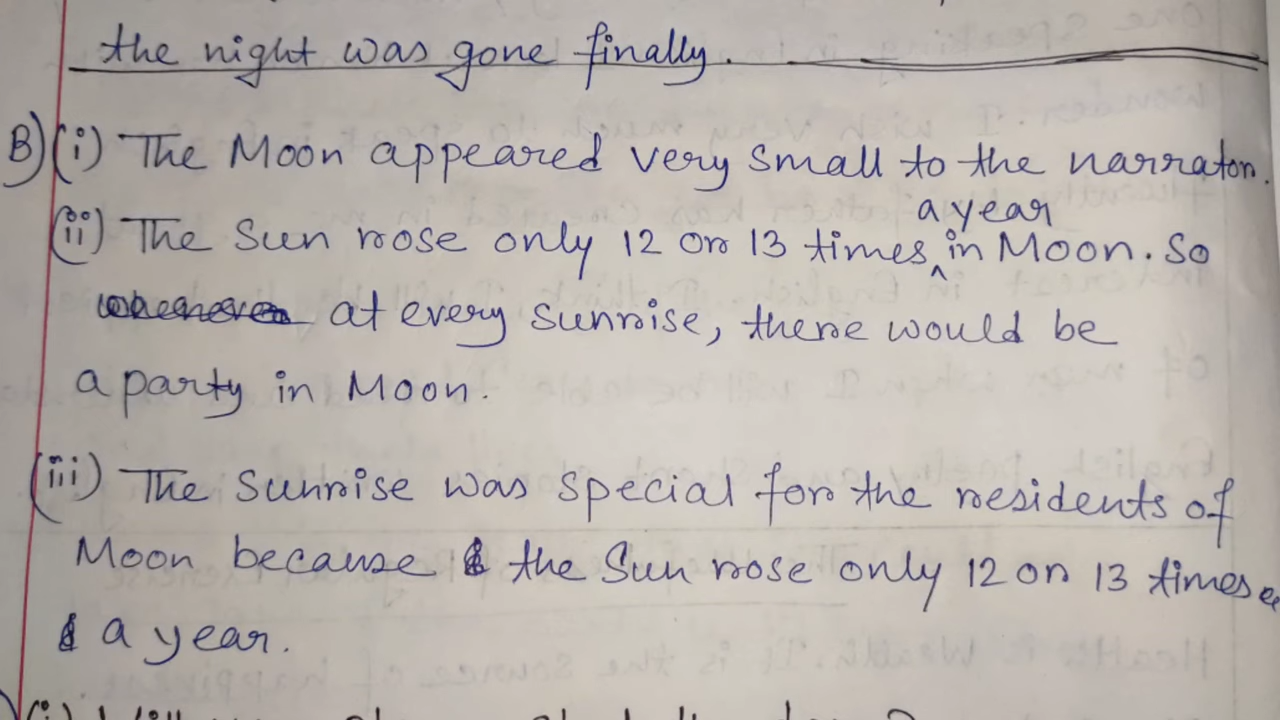 the night was gone finally.
B) (i) The Moon appeared very small to the narrator.
a year
(ii) The Sun rose only 12 or 13 times ^ in Moon. So
at every sunrise, there would be
a party in Moon.
(iii) The sunrise was special for the residents of
Moon because the Sun rose only 12 or 13 times
a year.